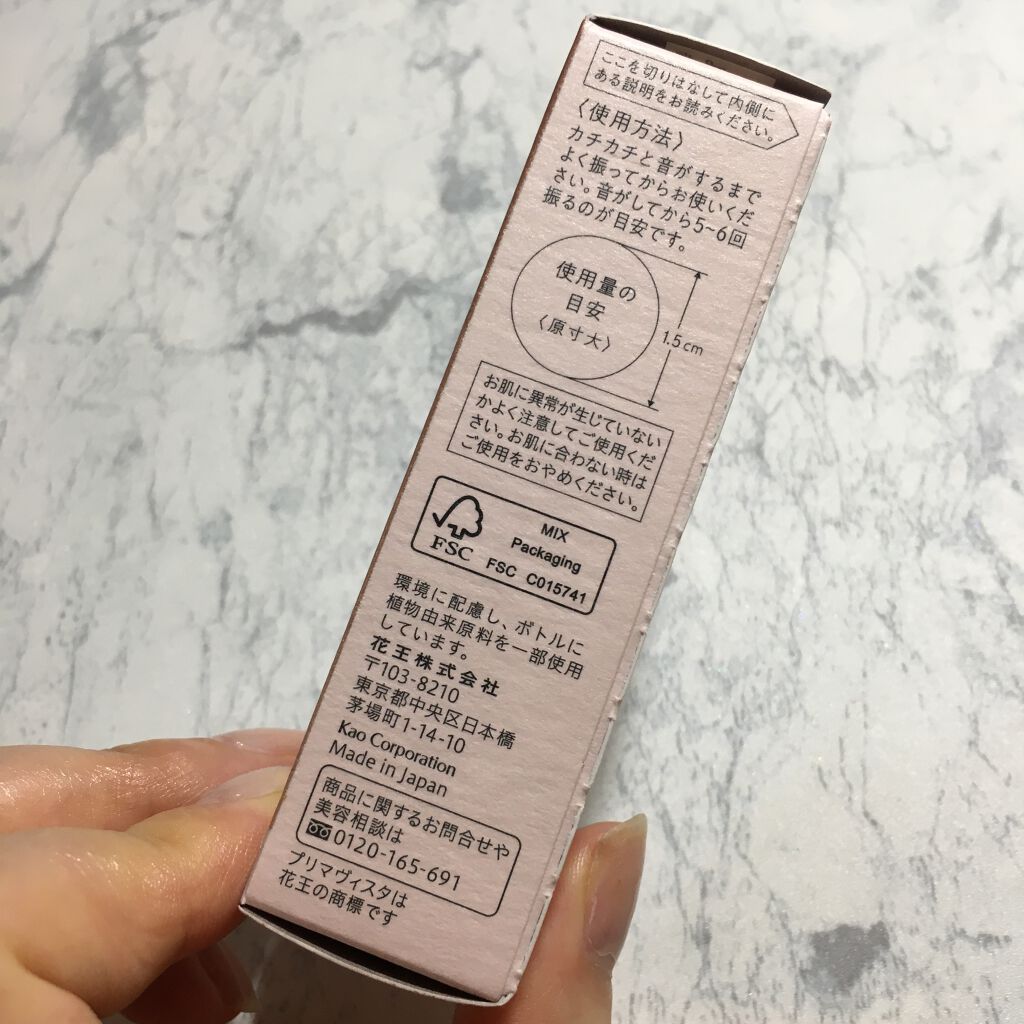 ここを切りはなして内側に
ある説明をお読みください。
〈使用方法〉
カチカチと音がするまで
よく振ってからお使いくだ
さい。音がしてから5~6回
振るのが目安です。
使用量の
目安
〈原寸大〉
1.5cm
お肌に異常が生じていない
かよく注意してご使用くだ
さい。お肌に合わない時は
ご使用をおやめください。
FSC
MIX
Packaging
FSC C015741
環境に配慮し、ボトルに
植物由来原料を一部使用
しています。
花王株式会社
〒103-8210
東京都中央区日本橋
茅場町1-14-10
Kao Corporation
Made in Japan
商品に関するお問合せや
美容相談は
0120-165-691
プリマヴィスタは
花王の商標です